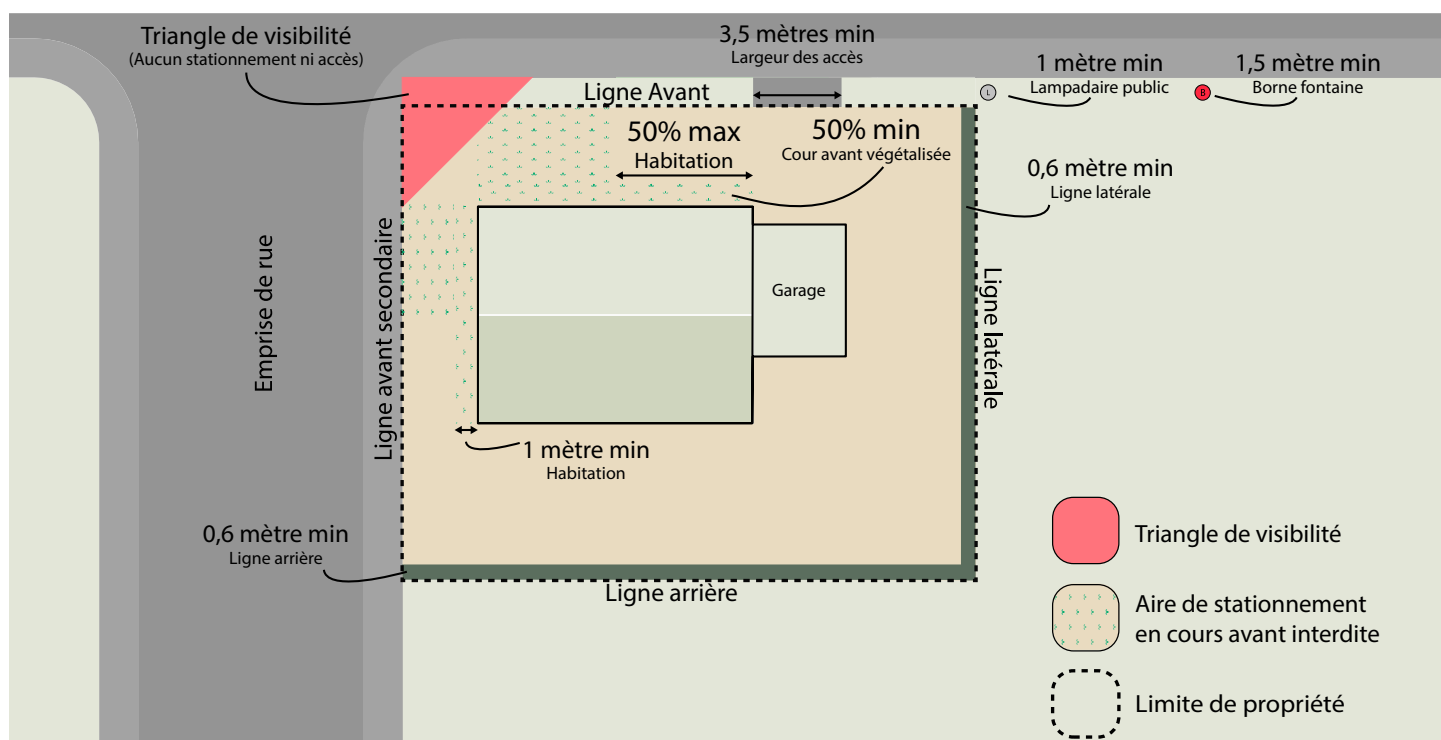 Triangle de visibilité
(Aucun stationnement ni accès)
3,5 mètres min
Largeur des accès
1 mètre min
Lampadaire public
1,5 mètre min
Borne fontaine
Ligne Avant
L
B
50% max
Habitation
50% min
Cour avant végétalisée
0,6 mètre min
Ligne latérale
Emprise de rue
Ligne avant secondaire
Garage
Ligne latérale
1 mètre min
Habitation
0,6 mètre min
Ligne arrière
Ligne arrière
Triangle de visibilité
Aire de stationnement
en cours avant interdite
Limite de propriété